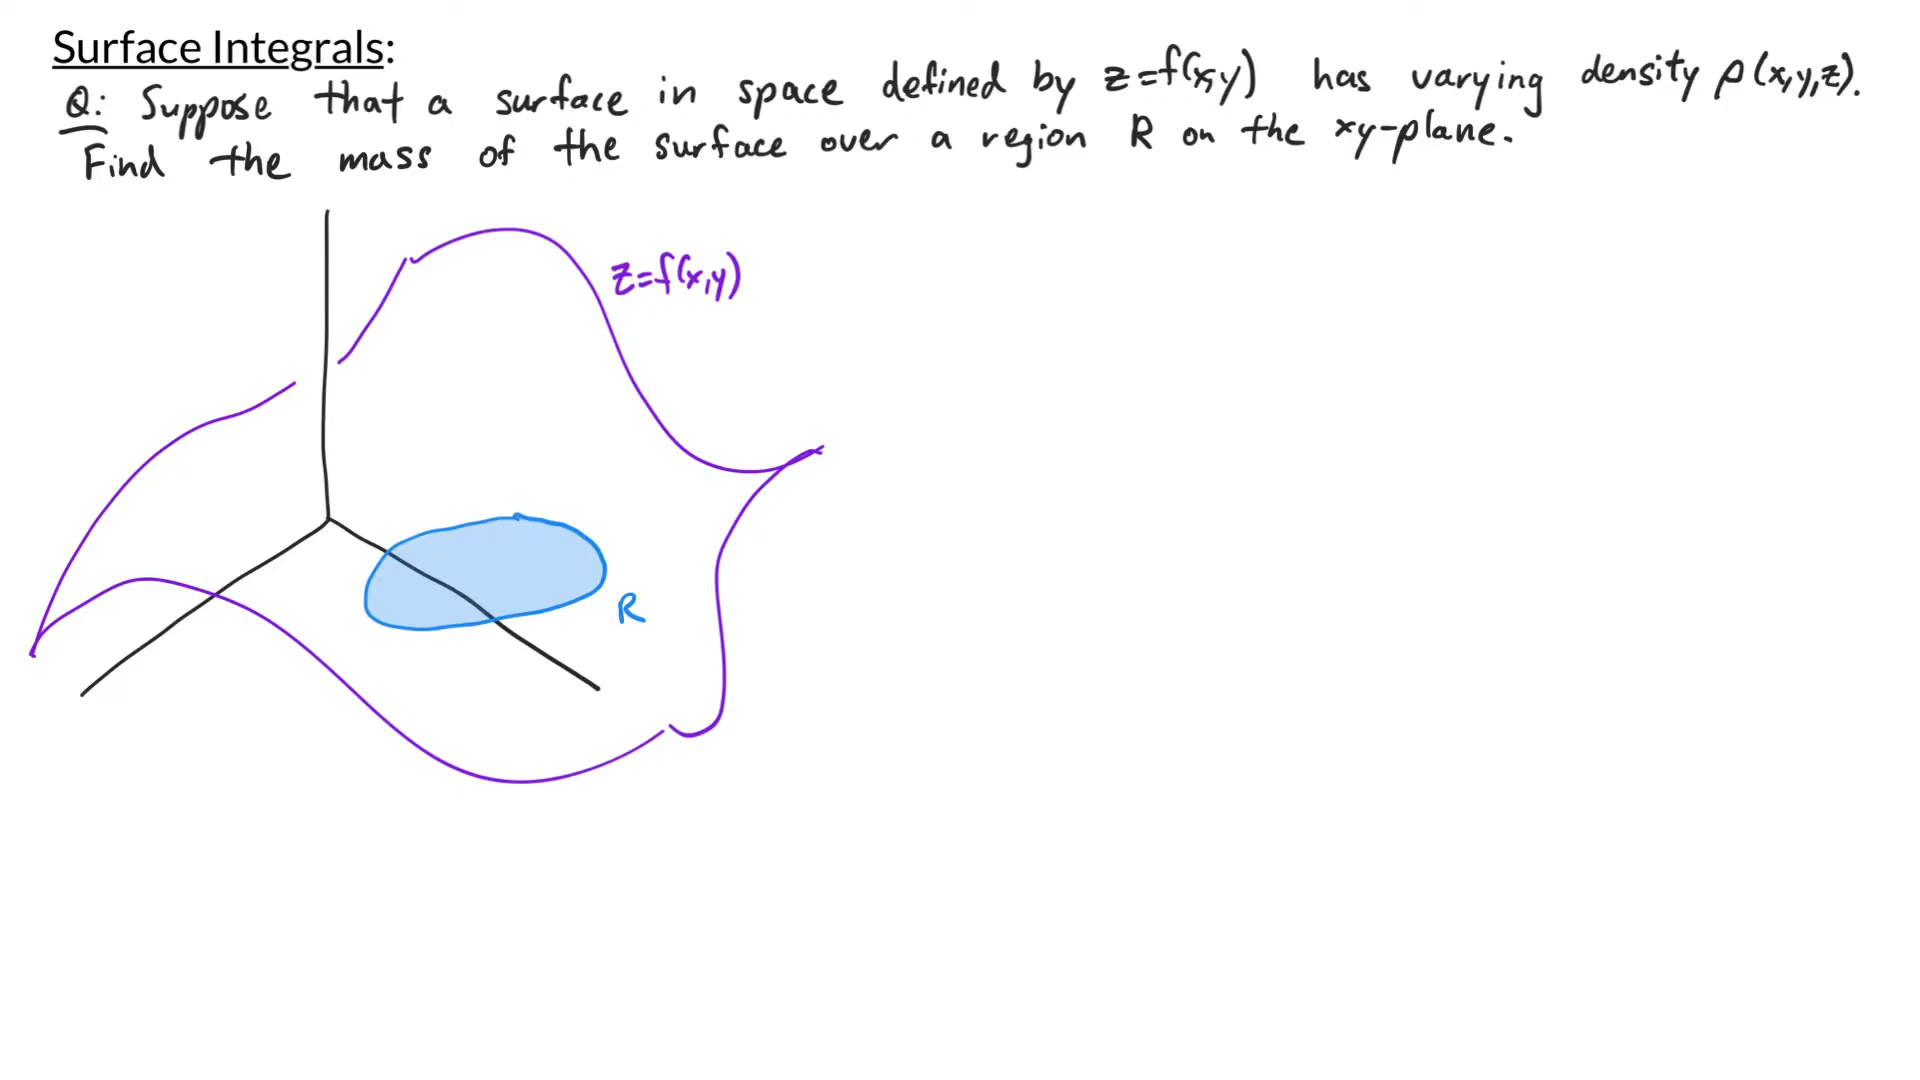 Surface Integrals:
Q: Suppose that a surface in space defined by z=f(x,y) has varying density ρ(x,y,z).
Find the mass of the surface over a region R on the xy-plane.
z=f(x,y)
R